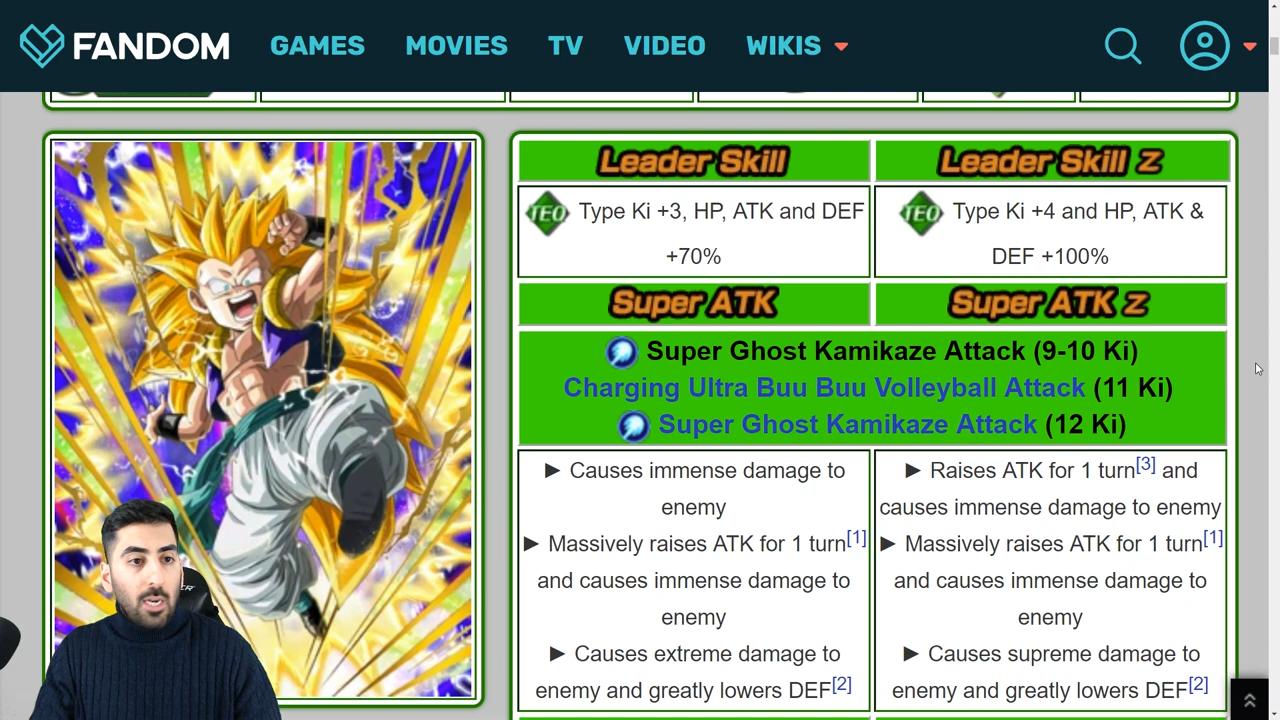 FANDOM GAMES MOVIES TV VIDEO WIKIS
Leader Skill
Leader Skill Z
TEQ Type Ki +3, HP, ATK and DEF
+70%
TEQ Type Ki +4 and HP, ATK &
DEF +100%
Super ATK
Super ATK Z
Super Ghost Kamikaze Attack (9-10 Ki)
Charging Ultra Buu Buu Volleyball Attack (11 Ki)
Super Ghost Kamikaze Attack (12 Ki)
► Causes immense damage to
enemy
► Massively raises ATK for 1 turn[1]
and causes immense damage to
enemy
► Causes extreme damage to
enemy and greatly lowers DEF[2]
► Raises ATK for 1 turn[3] and
causes immense damage to enemy
► Massively raises ATK for 1 turn[1]
and causes immense damage to
enemy
► Causes supreme damage to
enemy and greatly lowers DEF[2]